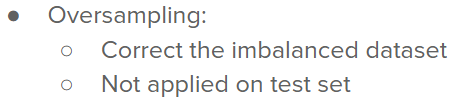 ● Oversampling:
○ Correct the imbalanced dataset
○ Not applied on test set